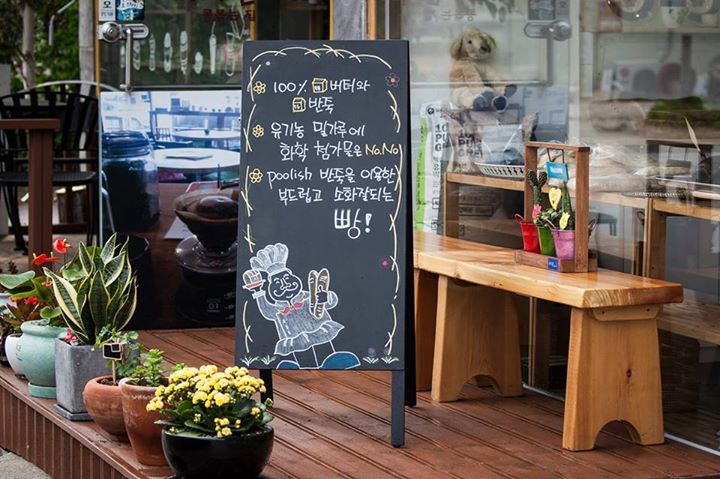 100% 버터와
반죽
유기농 밀가루에
화학 첨가물은 No.No
poolish 반죽을 이용한
부드럽고 소화잘되는
빵!